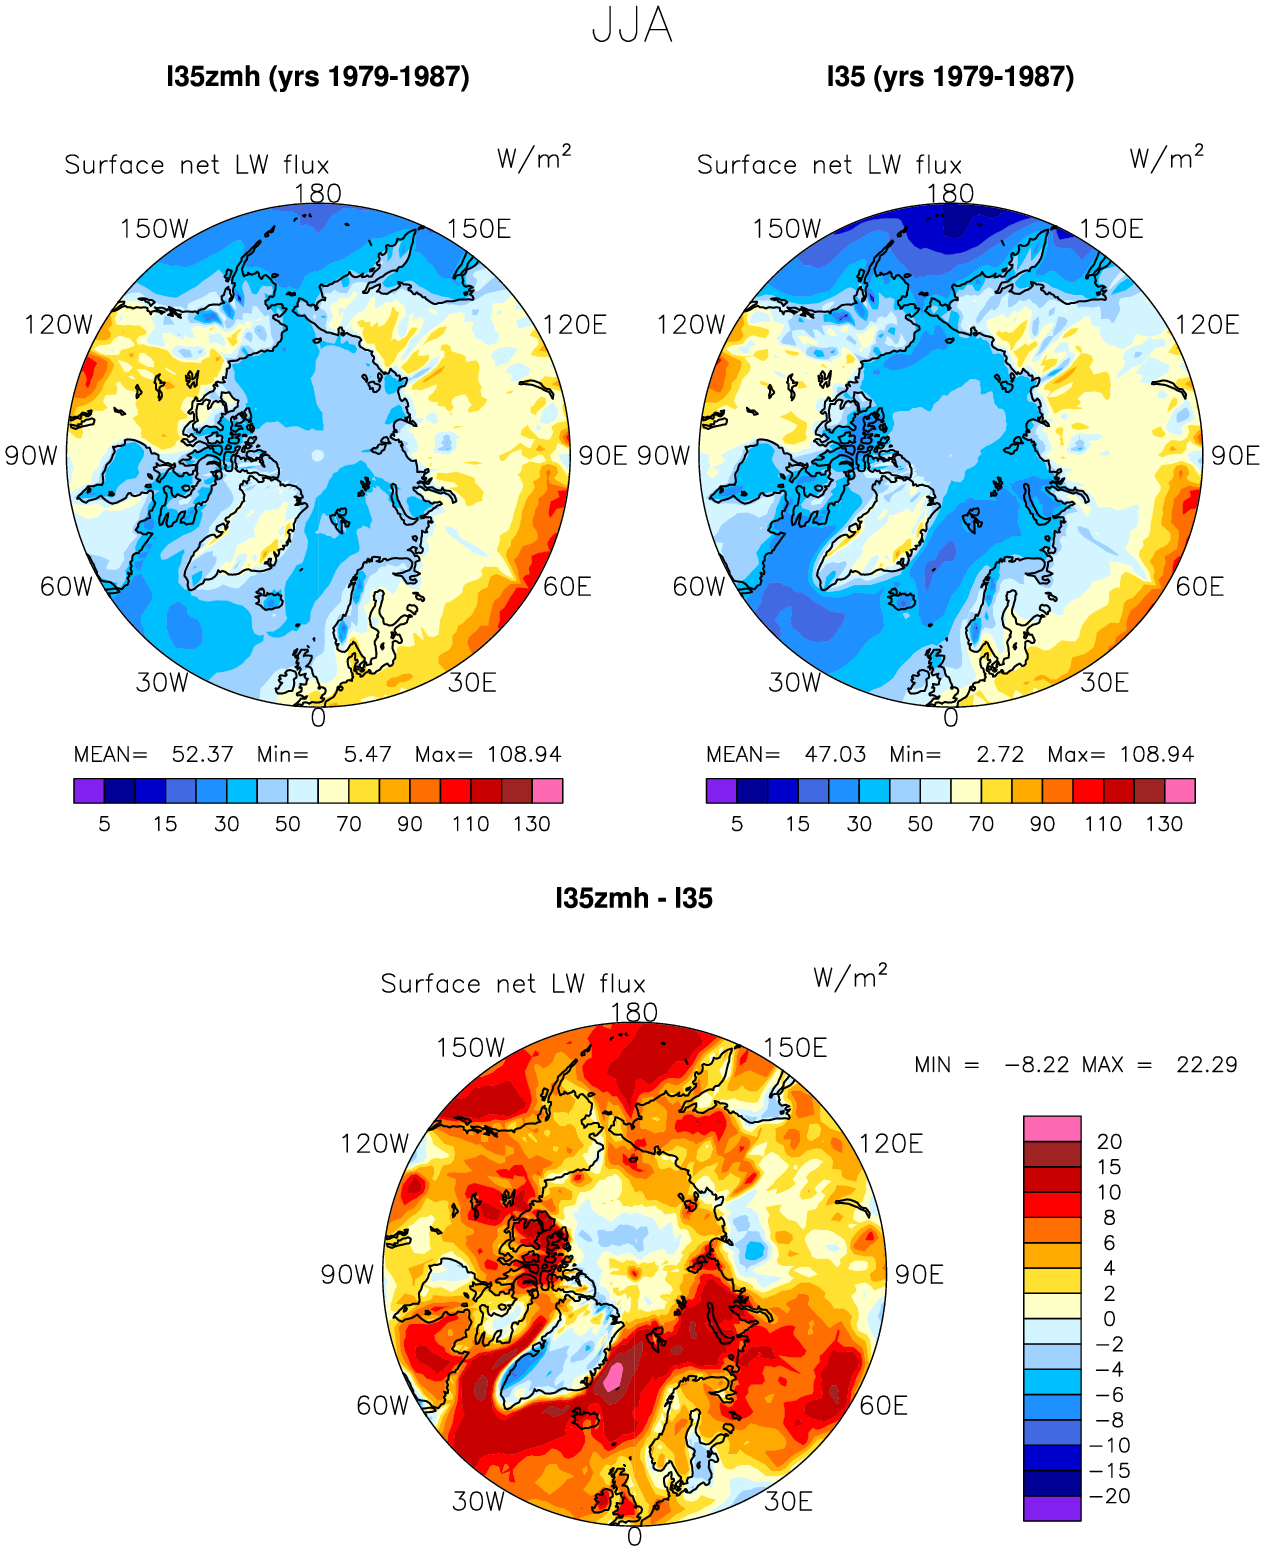 JJA
I35zmh (yrs 1979-1987)
I35 (yrs 1979-1987)
Surface net LW flux W/m²
Surface net LW flux W/m²
180
180
150W 150E
150W 150E
120W 120E
120W 120E
90W 90E
90W 90E
60W 60E
60W 60E
30W 30E
30W 30E
0
0
MEAN= 52.37 Min= 5.47 Max= 108.94
MEAN= 47.03 Min= 2.72 Max= 108.94
5 15 30 50 70 90 110 130
5 15 30 50 70 90 110 130
I35zmh - I35
Surface net LW flux W/m²
180
150W 150E
MIN = -8.22 MAX = 22.29
120W 120E
90W 90E
60W 60E
30W 30E
0
20
15
10
8
6
4
2
0
-2
-4
-6
-8
-10
-15
-20